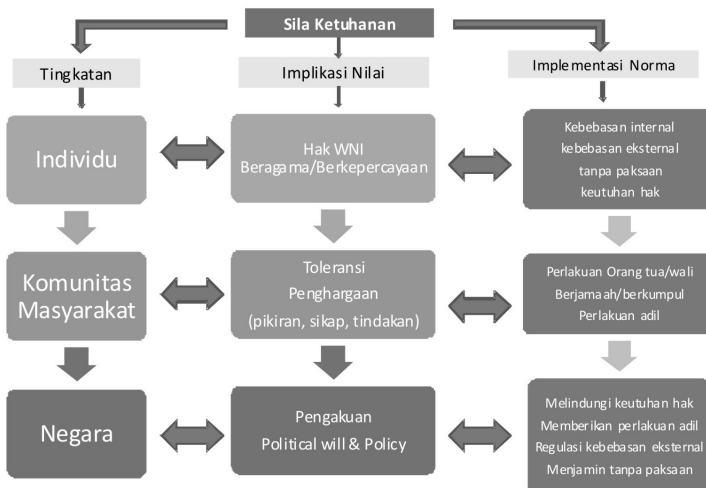 Sila Ketuhanan
Tingkatan
Implikasi Nilai
Implementasi Norma
Individu
Hak WNI
Beragama/Berkepercayaan
Kebebasan internal
kebebasan eksternal
tanpa paksaan
keutuhan hak
Komunitas
Masyarakat
Toleransi
Penghargaan
(pikiran, sikap, tindakan)
Perlakuan Orang tua/wali
Berjamaah/berkumpul
Perlakuan adil
Negara
Pengakuan
Political will & Policy
Melindungi keutuhan hak
Memberikan perlakuan adil
Regulasi kebebasan eksternal
Menjamin tanpa paksaan